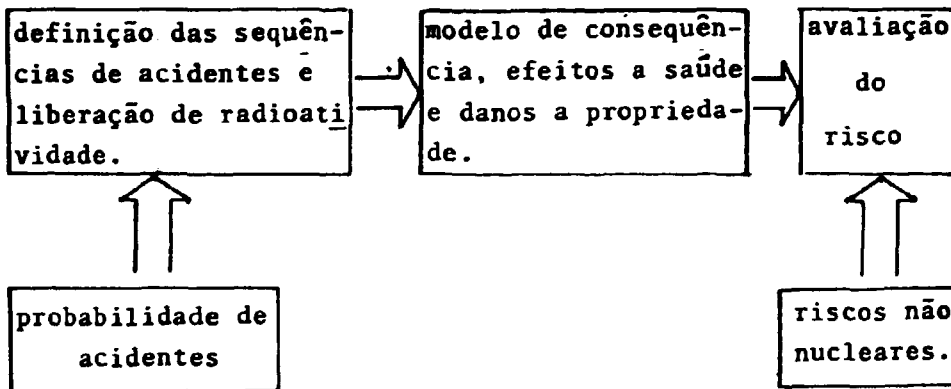 definição das sequên-
cias de acidentes e
liberação de radioati
vidade.
modelo de consequên-
cia, efeitos a saúde
e danos a proprieda-
de.
avaliação
do
risco
probabilidade de
acidentes
riscos não
nucleares.